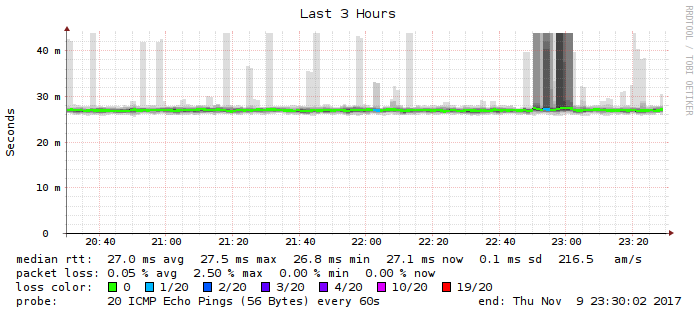 Last 3 Hours
RRDTOOL / TOBI OETIKER
Seconds
40 m
30 m
20 m
10 m
0
20:40 21:00 21:20 21:40 22:00 22:20 22:40 23:00 23:20
median rtt: 27.0 ms avg 27.5 ms max 26.8 ms min 27.1 ms now 0.1 ms sd 216.5 am/s
packet loss: 0.05 % avg 2.50 % max 0.00 % min 0.00 % now
loss color: 0 1/20 2/20 3/20 4/20 10/20 19/20
probe: 20 ICMP Echo Pings (56 Bytes) every 60s end: Thu Nov 9 23:30:02 2017